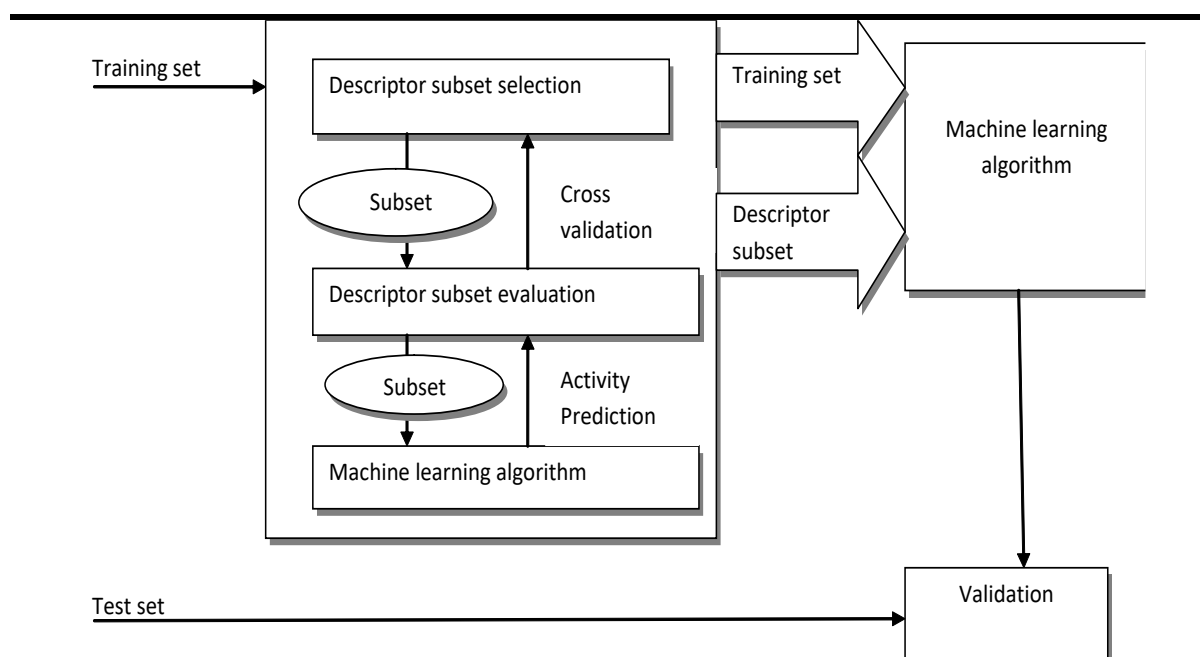 Training set
Descriptor subset selection
Subset
Cross
validation
Descriptor subset evaluation
Subset
Activity
Prediction
Machine learning algorithm
Training set
Descriptor
subset
Machine learning
algorithm
Test set
Validation